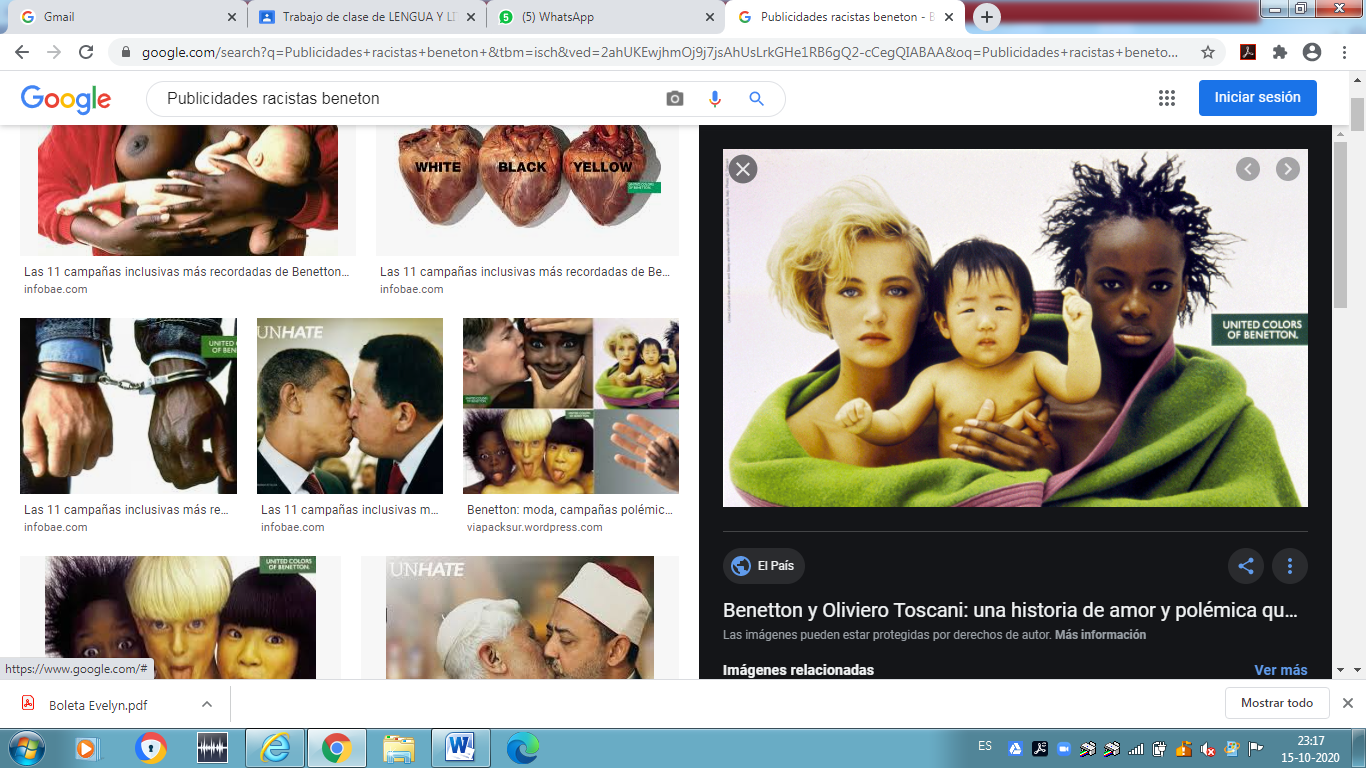 Gmail
Trabajo de clase de LENGUA Y LI
(5) WhatsApp
Publicidades racistas beneton - B
google.com/search?q=Publicidades+racistas+beneton+&tbm=isch&ved=2ahUKEwjhmOj9j7jsAhUsLrkGHe1RB6gQ2-cCegQIABAA&oq=Publicidades+racistas+beneto...
Google
Publicidades racistas beneton
Iniciar sesión
WHITE BLACK YELLOW
Las 11 campañas inclusivas más recordadas de Benetton...
infobae.com
Las 11 campañas inclusivas más recordadas de Be...
infobae.com
UNITED COLORS
OF BENETTON.
UNITED COLO
OF BEN
UNHATE
Las 11 campañas inclusivas más re...
infobae.com
Las 11 campañas inclusivas m...
infobae.com
Benetton: moda, campañas polémic...
viapacksur.wordpress.com
UNITED COLORS
OF BENETTON.
UNHATE
El País
Benetton y Oliviero Toscani: una historia de amor y polémica qu...
Las imágenes pueden estar protegidas por derechos de autor. Más información
Imágenes relacionadas
Ver más
https://www.google.com/#
Boleta Evelyn.pdf
Mostrar todo
ES
23:17
15-10-2020